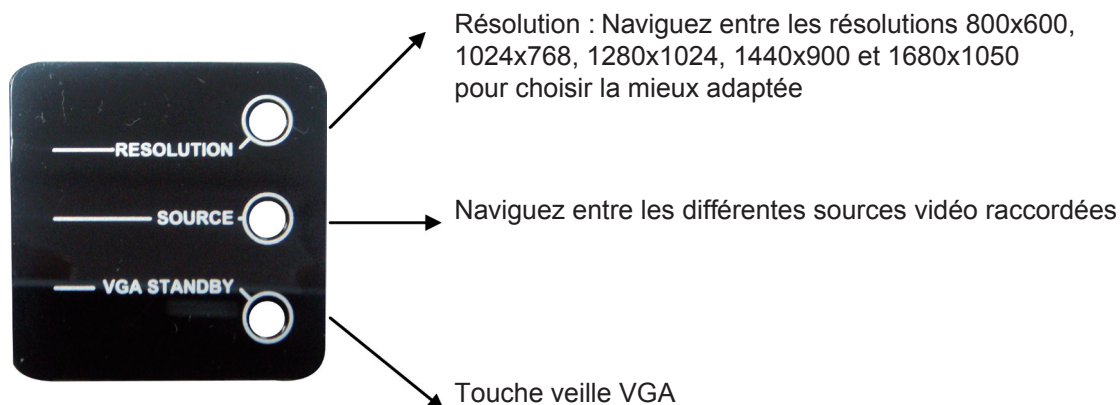 Résolution : Naviguez entre les résolutions 800x600,
1024x768, 1280x1024, 1440x900 et 1680x1050
pour choisir la mieux adaptée
RESOLUTION
SOURCE
Naviguez entre les différentes sources vidéo raccordées
VGA STANDBY
Touche veille VGA